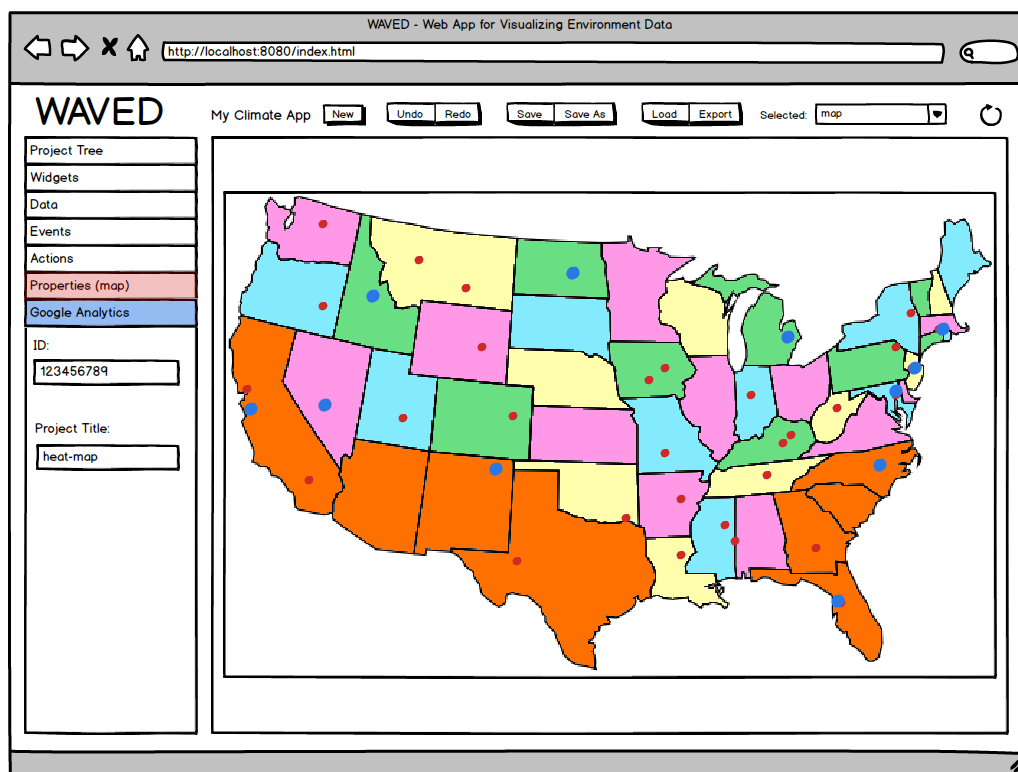 WAVED - Web App for Visualizing Environment Data
http://localhost:8080/index.html
WAVED
My Climate App New Undo Redo Save Save As Load Export Selected: map
Project Tree
Widgets
Data
Events
Actions
Properties (map)
Google Analytics
ID:
123456789
Project Title:
heat-map